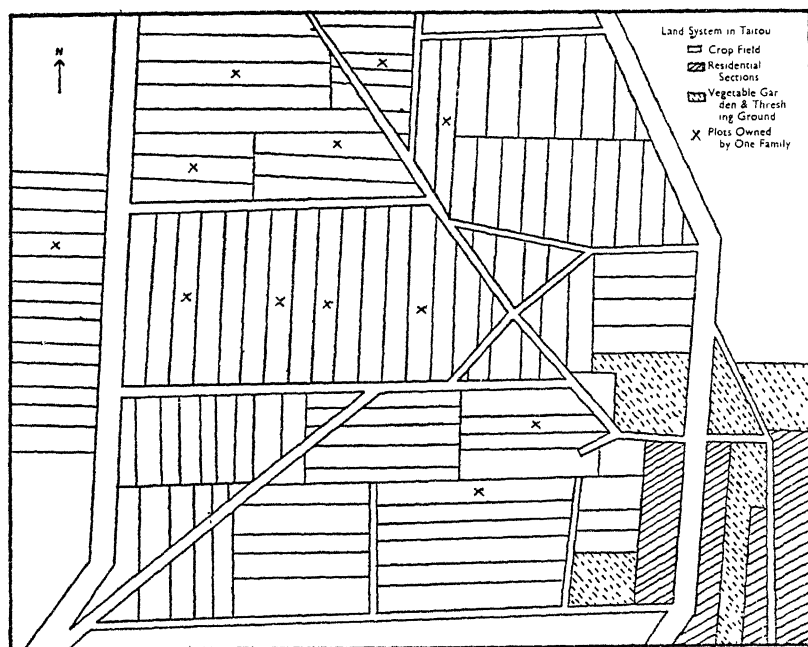 N
Land System in Taitou
Crop Field
Residential
Sections
Vegetable Gar
den & Thresh
ing Ground
X Plots Owned
by One Family